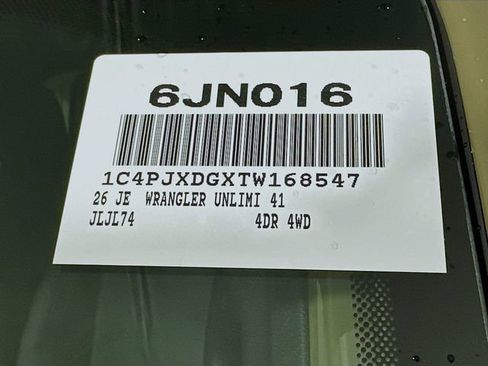 6JN016
1C4PJXDGXTW168547
26 JE WRANGLER UNLIMI 41
JLJL74 4DR 4WD